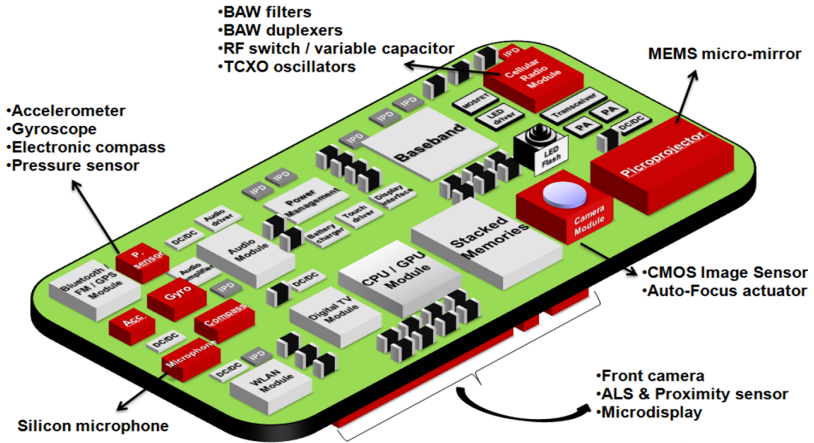 •BAW filters
•BAW duplexers
•RF switch / variable capacitor
•TCXO oscillators
MEMS micro-mirror
•Accelerometer
•Gyroscope
•Electronic compass
•Pressure sensor
IPD
Cellular
Radio
Module
MOSFET
LED
driver
Transceiver
PA
PA
DC/DC
IPD
IPD
IPD
Baseband
LED
Flash
Picroprojector
Camera
Module
IPD
IPD
Power
Management
Display
Interface
Touch
driver
Battery
charger
Audio
driver
DC/DC
Audio
Module
Stacked
Memories
CPU / GPU
Module
P.
sensor
Bluetooth
FM / GPS
Module
Audio
amplifier
Gyro
IPD
DC/DC
Digital TV
Module
Acc.
Compass
DC/DC
Microphone
IPD
DC/DC
WLAN
Module
•CMOS Image Sensor
•Auto-Focus actuator
•Front camera
•ALS & Proximity sensor
•Microdisplay
Silicon microphone